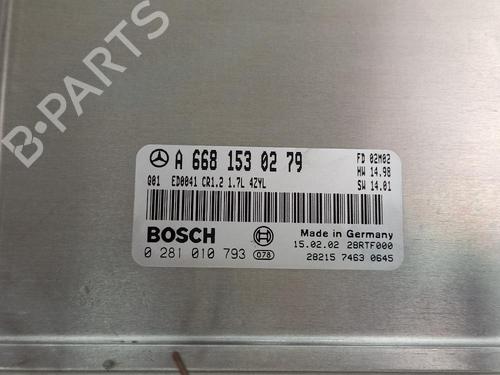 A 668 153 02 79
FD 02M02
HW 14.98
SW 14.01
G01 ED0041 CR1.2 1.7L 4ZYL
BOSCH
Made in Germany
15.02.02 28RTF000
0 281 010 793 078
28215 7463 0645
B-PARTS